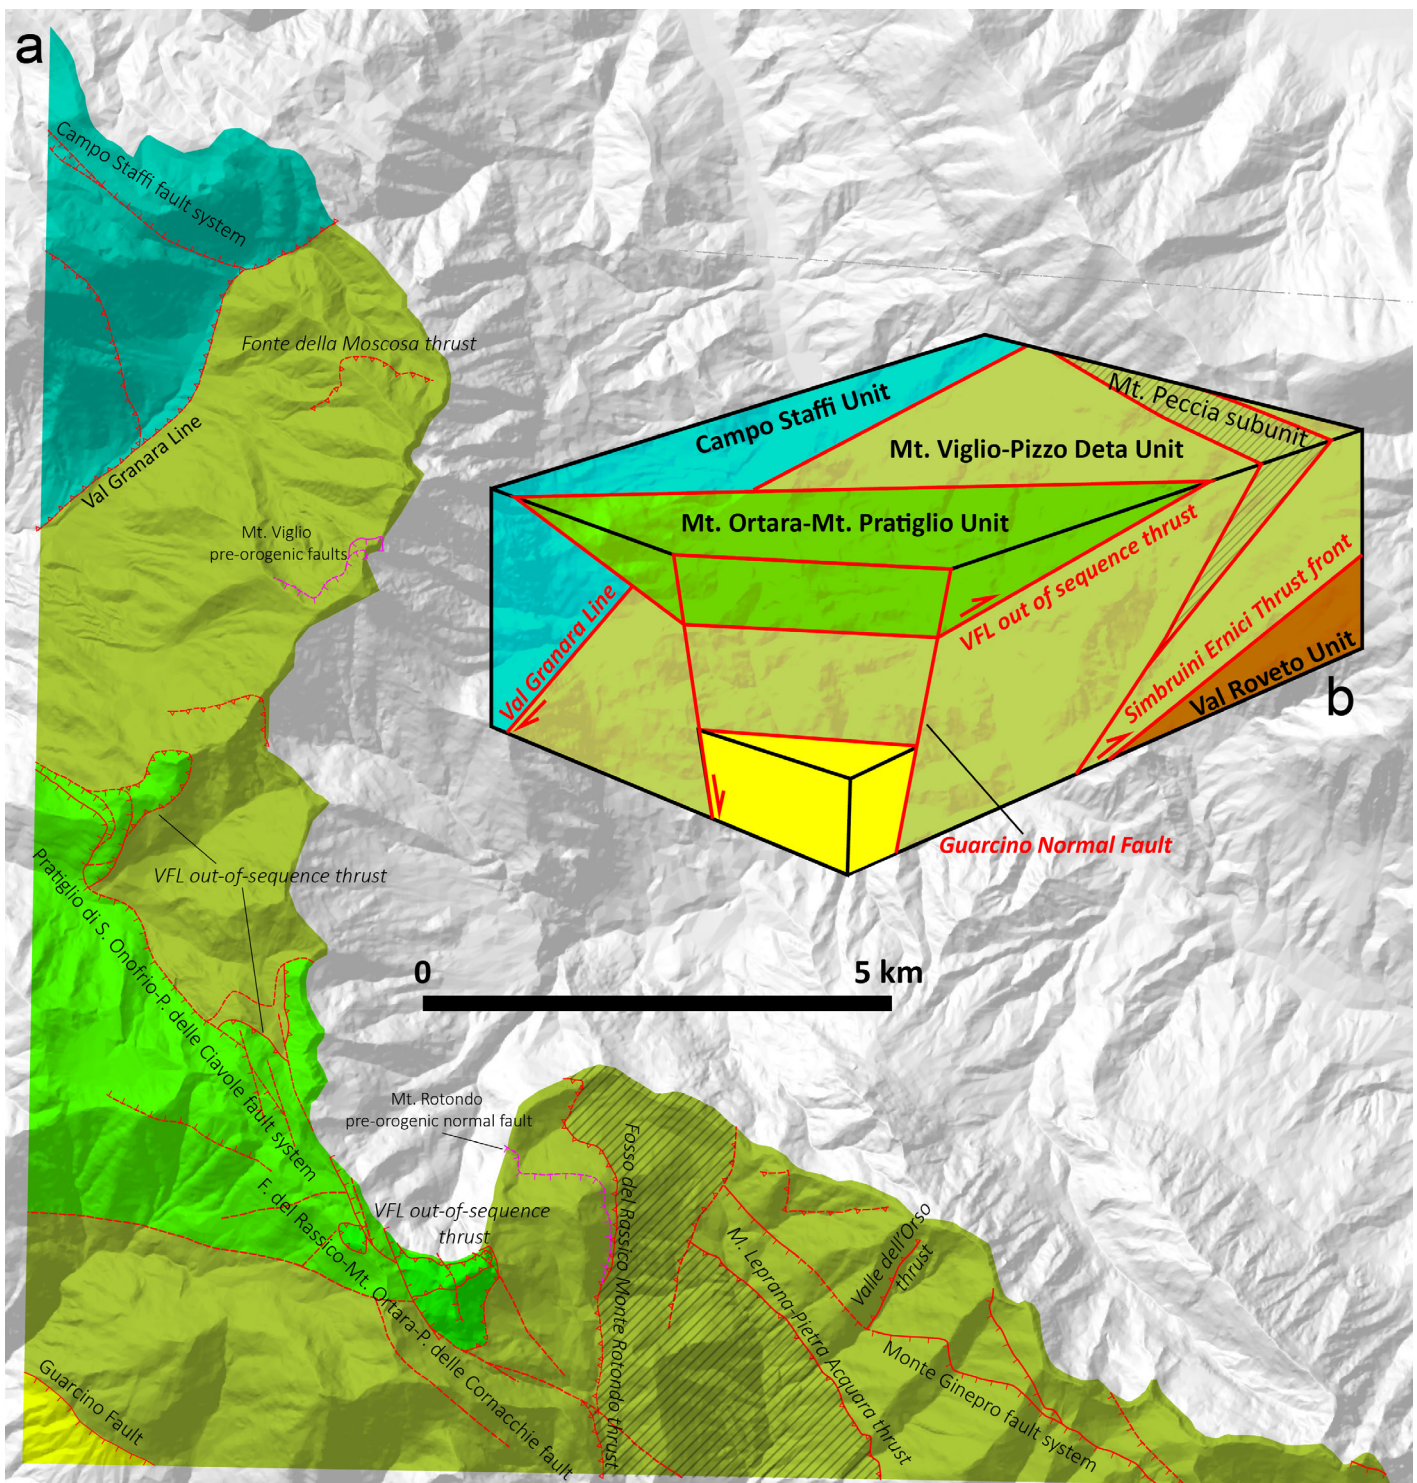 a
Campo Staffi fault system
Fonte della Moscosa thrust
Val Granara Line
Mt. Viglio
pre-orogenic faults
Campo Staffi Unit
Mt. Peccia subunit
Mt. Viglio-Pizzo Deta Unit
Mt. Ortara-Mt. Pratiglio Unit
VFL out of sequence thrust
Val Granara Line
Simbruini Ernici Thrust front
Val Roveto Unit
b
Guarcino Normal Fault
Pratiglio di S. Onofrio-P. delle Ciavole fault system
VFL out-of-sequence thrust
0 5 km
Mt. Rotondo
pre-orogenic normal fault
VFL out-of-sequence
thrust
F. del Rassico-Mt. Ortara-P. delle Cornacchie fault
Fosso del Rassico Monte Rotondo thrust
M. Leprana-Pietra Acquara thrust
Valle dell'Orso
thrust
Monte Ginepro fault system
Guarcino Fault